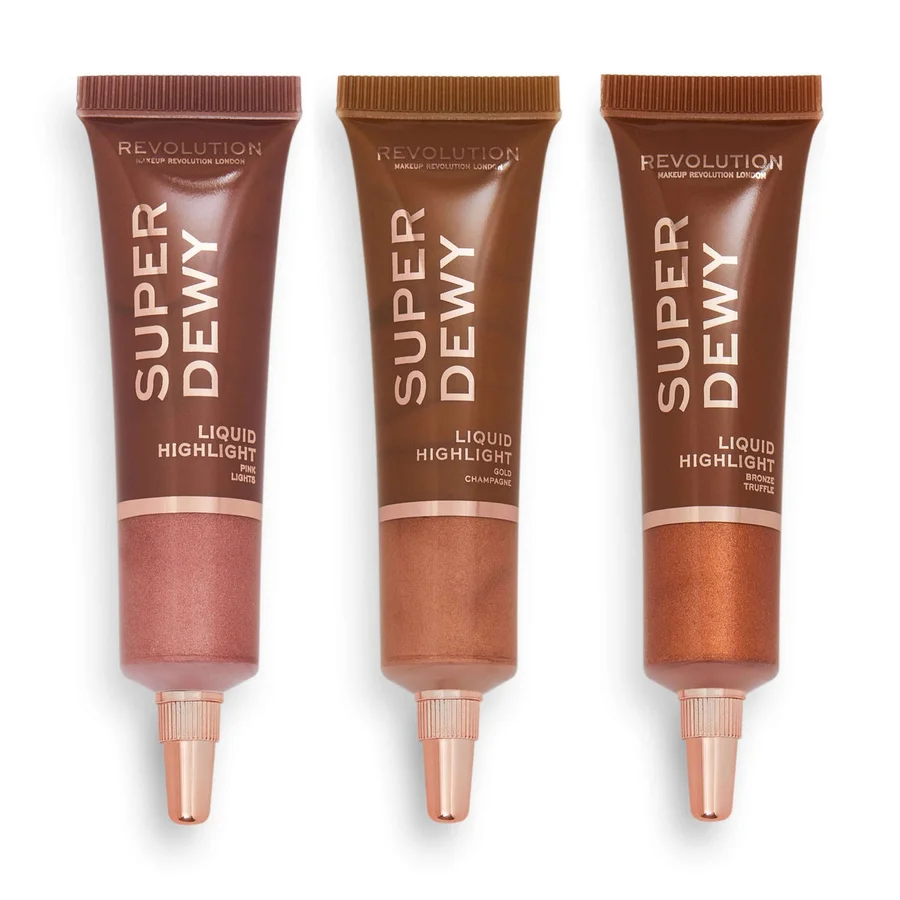 REVOLUTION
MAKEUP REVOLUTION LONDON
SUPER
DEWY
LIQUID
HIGHLIGHT
PINK
LIGHTS
REVOLUTION
MAKEUP REVOLUTION LONDON
SUPER
DEWY
LIQUID
HIGHLIGHT
GOLD
CHAMPAGNE
REVOLUTION
MAKEUP REVOLUTION LONDON
SUPER
DEWY
LIQUID
HIGHLIGHT
BRONZE
TRUFFLE